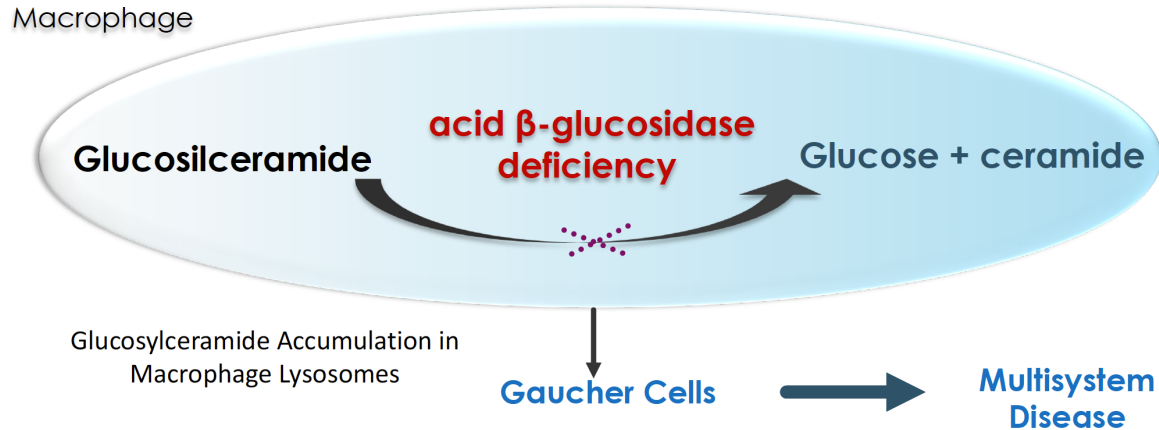 Macrophage
acid β-glucosidase
deficiency
Glucosilceramide
Glucose + ceramide
Glucosylceramide Accumulation in
Macrophage Lysosomes
Gaucher Cells
Multisystem
Disease